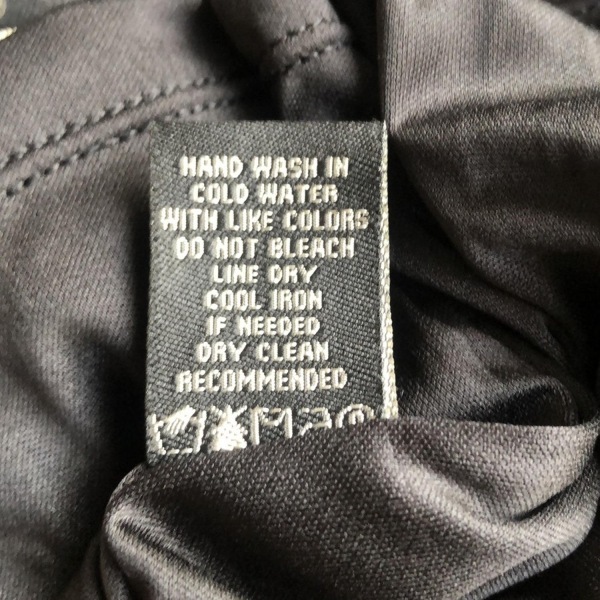 HAND WASH IN
COLD WATER
WITH LIKE COLORS
DO NOT BLEACH
LINE DRY
COOL IRON
IF NEEDED
DRY CLEAN
RECOMMENDED